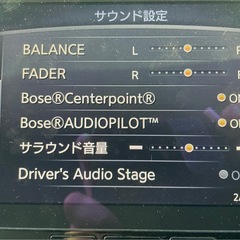 サウンド設定
BALANCE L
FADER R
Bose®Centerpoint®
Bose®AUDIOPILOT™
サラウンド音量
Driver's Audio Stage